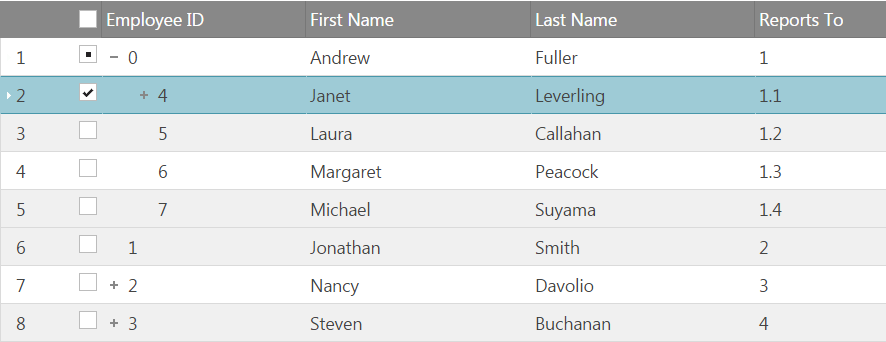 Employee ID First Name Last Name Reports To
1 − 0 Andrew Fuller 1
2 + 4 Janet Leverling 1.1
3 5 Laura Callahan 1.2
4 6 Margaret Peacock 1.3
5 7 Michael Suyama 1.4
6 1 Jonathan Smith 2
7 + 2 Nancy Davolio 3
8 + 3 Steven Buchanan 4